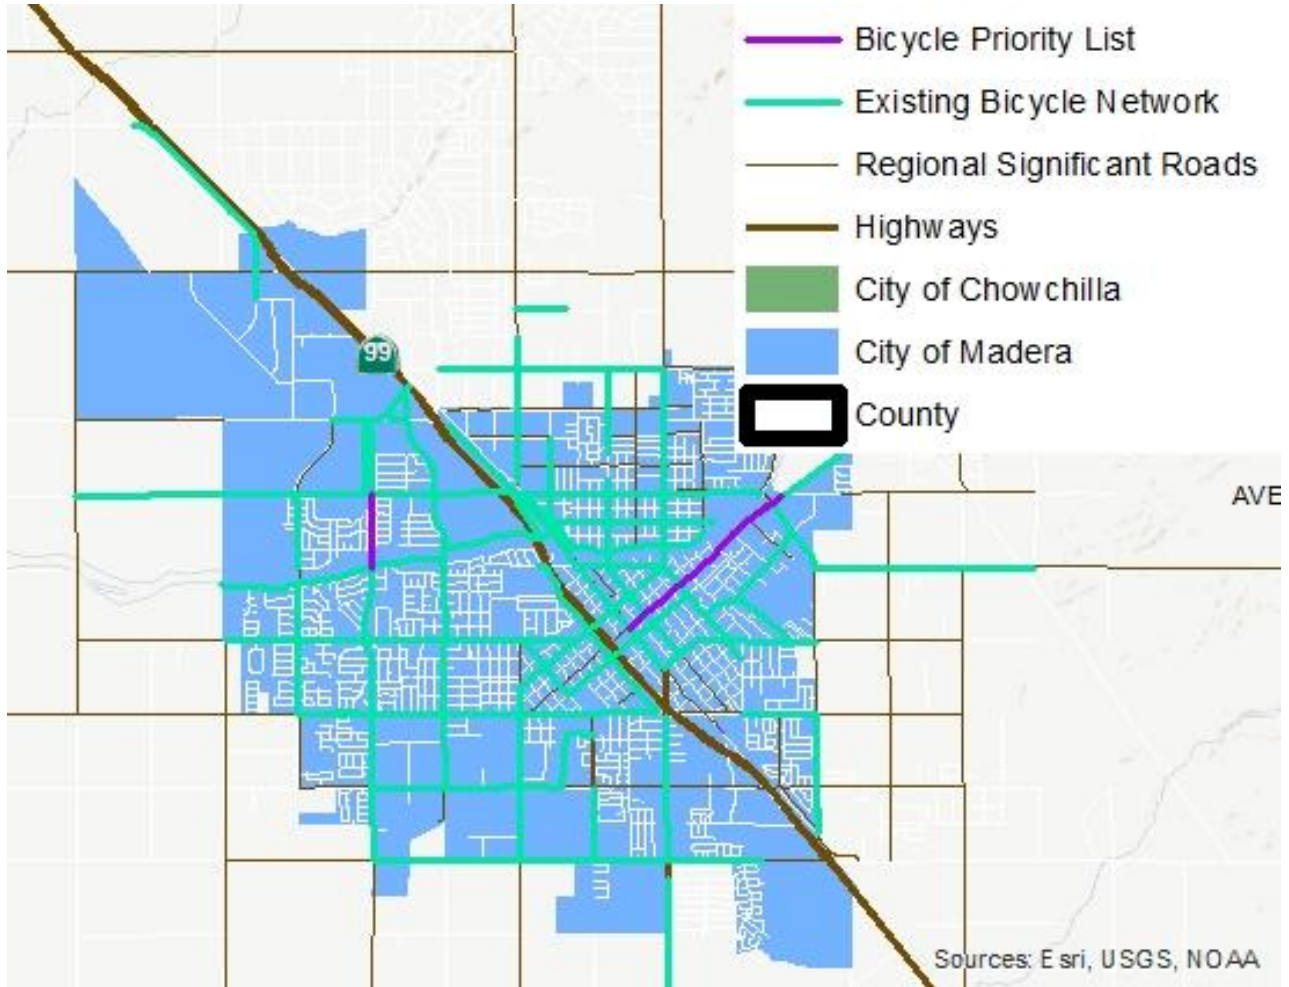 Bicycle Priority List
Existing Bicycle Network
Regional Significant Roads
Highways
City of Chowchilla
City of Madera
County
99
AVE
Sources: Esri, USGS, NOAA